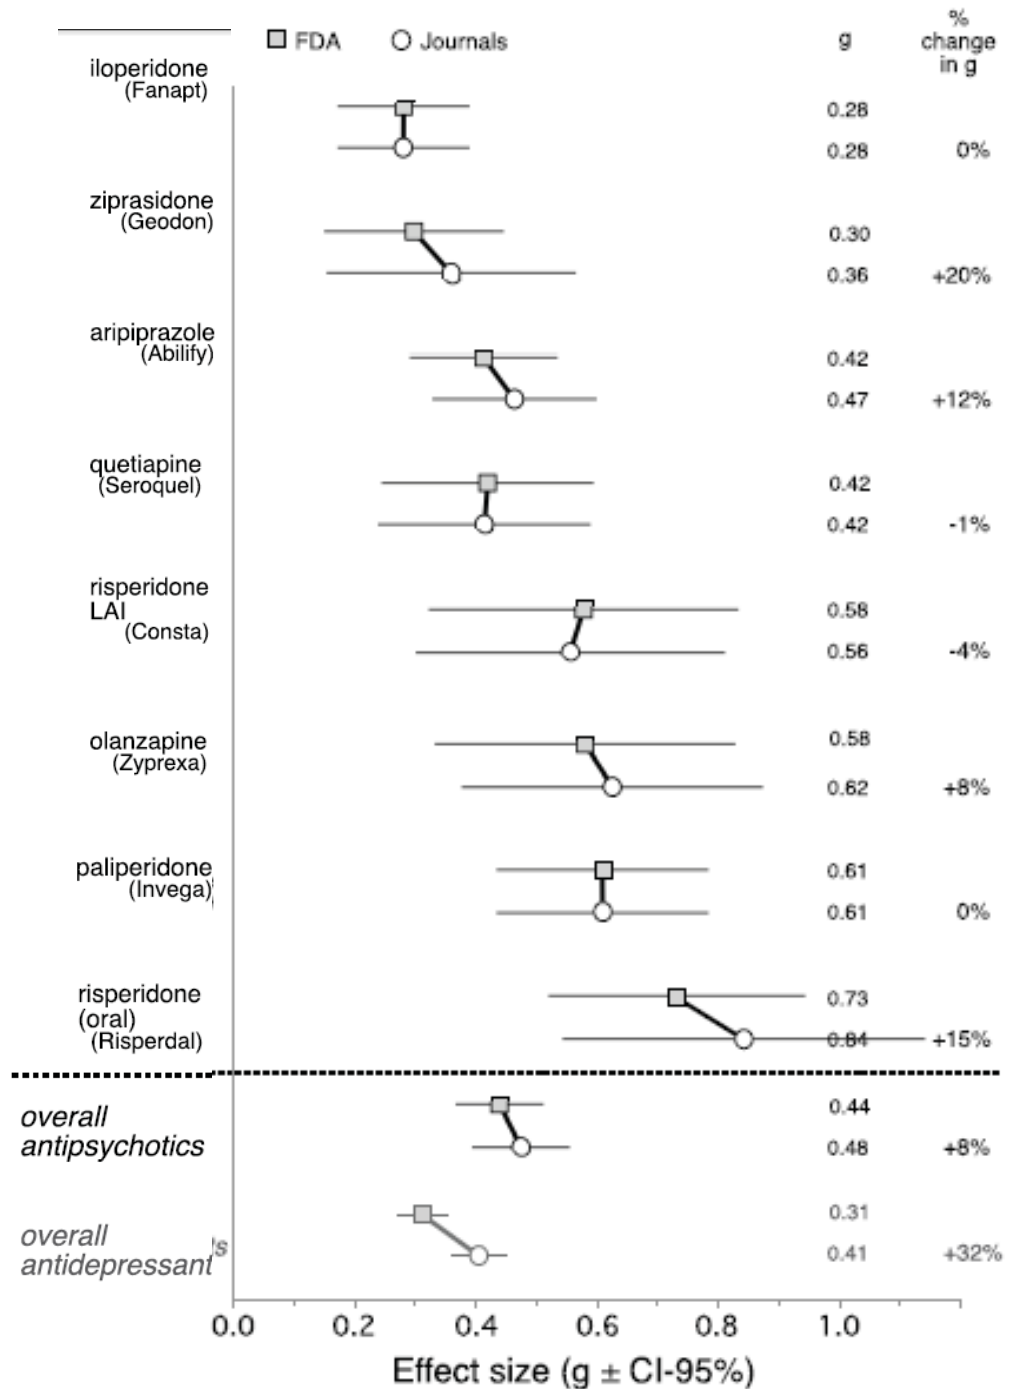 %
FDA Journals g change
in g
iloperidone
(Fanapt)
0.28
0.28 0%
ziprasidone
(Geodon)
0.30
0.36 +20%
aripiprazole
(Abilify)
0.42
0.47 +12%
quetiapine
(Seroquel)
0.42
0.42 -1%
risperidone
LAI
(Consta)
0.58
0.56 -4%
olanzapine
(Zyprexa)
0.58
0.62 +8%
paliperidone
(Invega)
0.61
0.61 0%
risperidone
(oral)
(Risperdal)
0.73
0.84 +15%
overall
antipsychotics
0.44
0.48 +8%
overall
antidepressants
0.31
0.41 +32%
0.0 0.2 0.4 0.6 0.8 1.0
Effect size (g ± CI-95%)